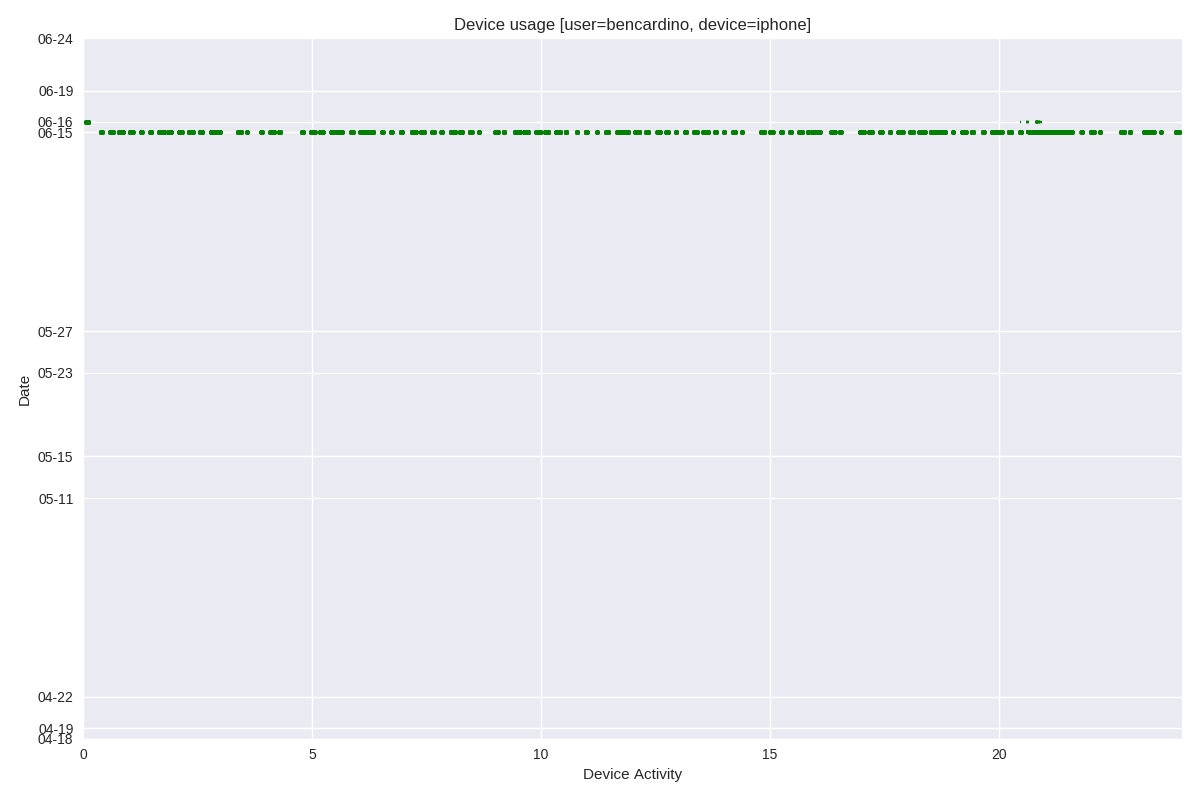 Device usage [user=bencardino, device=iphone]
06-24
06-19
06-16
06-15
05-27
05-23
05-15
05-11
04-22
04-19
04-18
Date
0 5 10 15 20
Device Activity